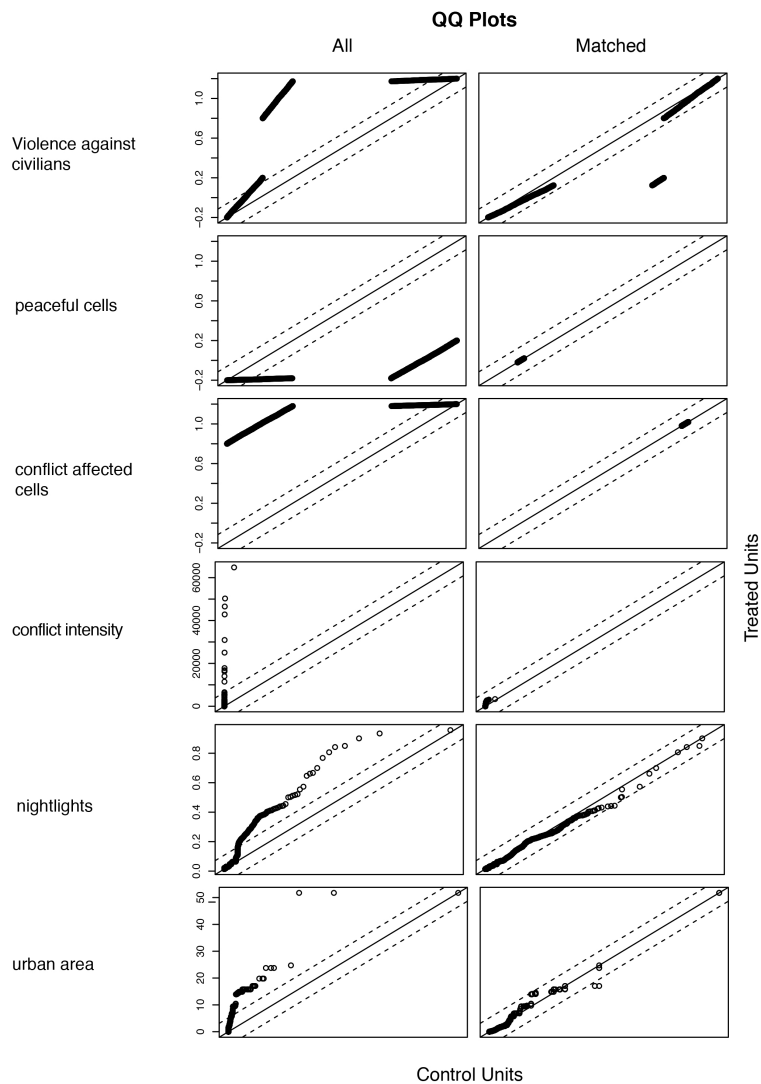 QQ Plots
All Matched
Violence against
civilians
−0.2 0.2 0.6 1.0
peaceful cells
−0.2 0.2 0.6 1.0
conflict affected
cells
−0.2 0.2 0.6 1.0
conflict intensity
0 20000 40000 60000
nightlights
0.0 0.2 0.4 0.6 0.8
urban area
0 10 20 30 40 50
Treated Units
Control Units